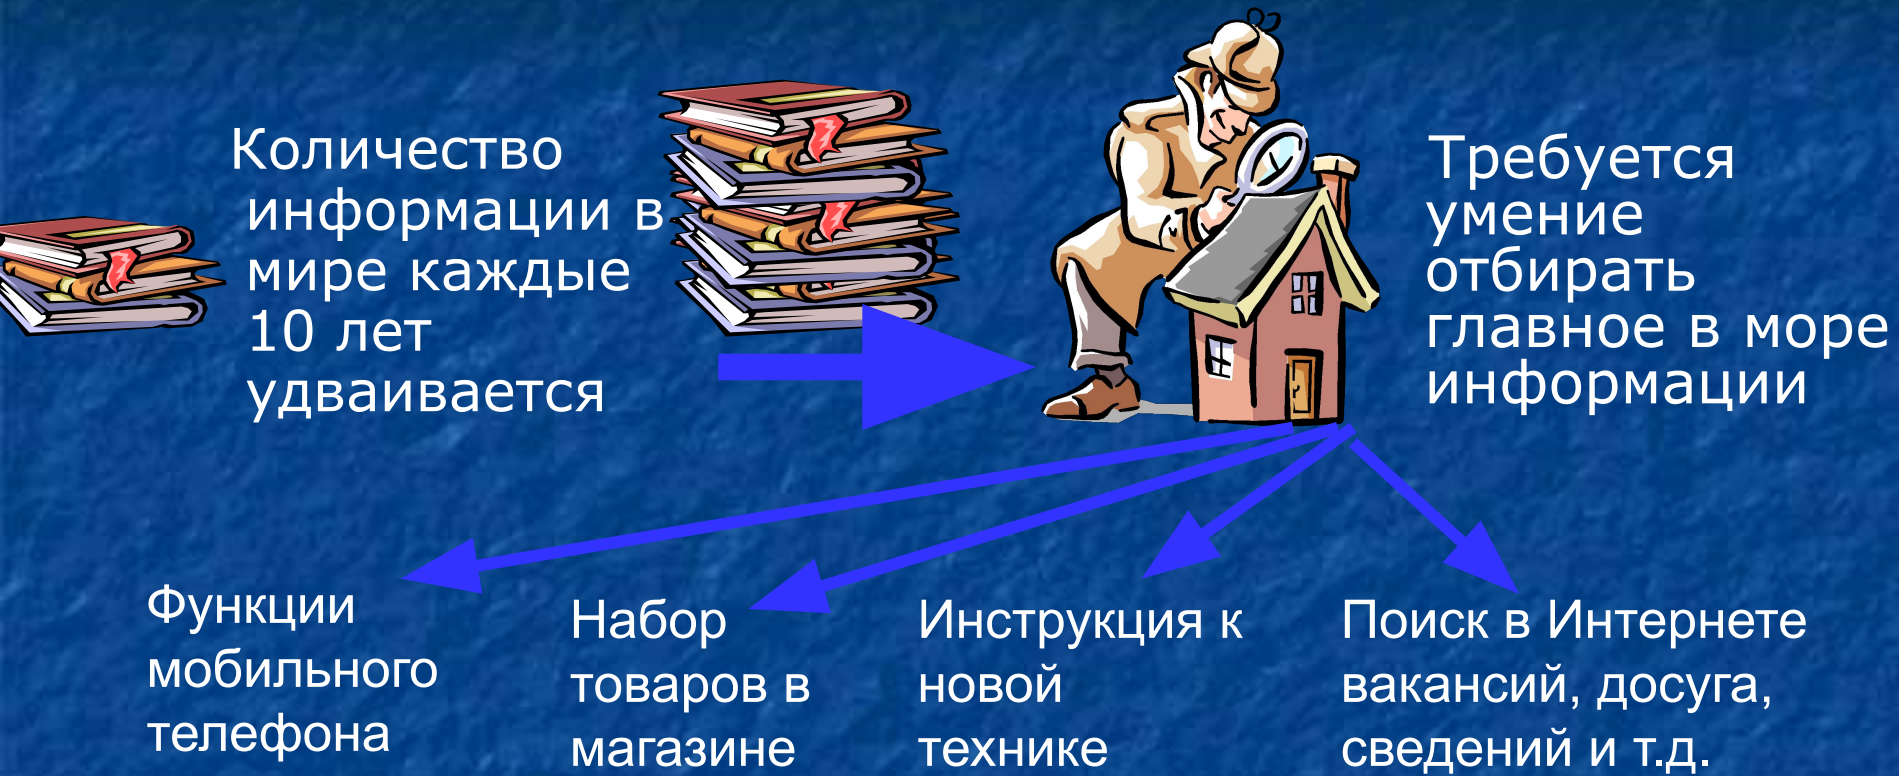 Количество
информации в
мире каждые
10 лет
удваивается
Требуется
умение
отбирать
главное в море
информации
Функции
мобильного
телефона
Набор
товаров в
магазине
Инструкция к
новой
технике
Поиск в Интернете
вакансий, досуга,
сведений и т.д.